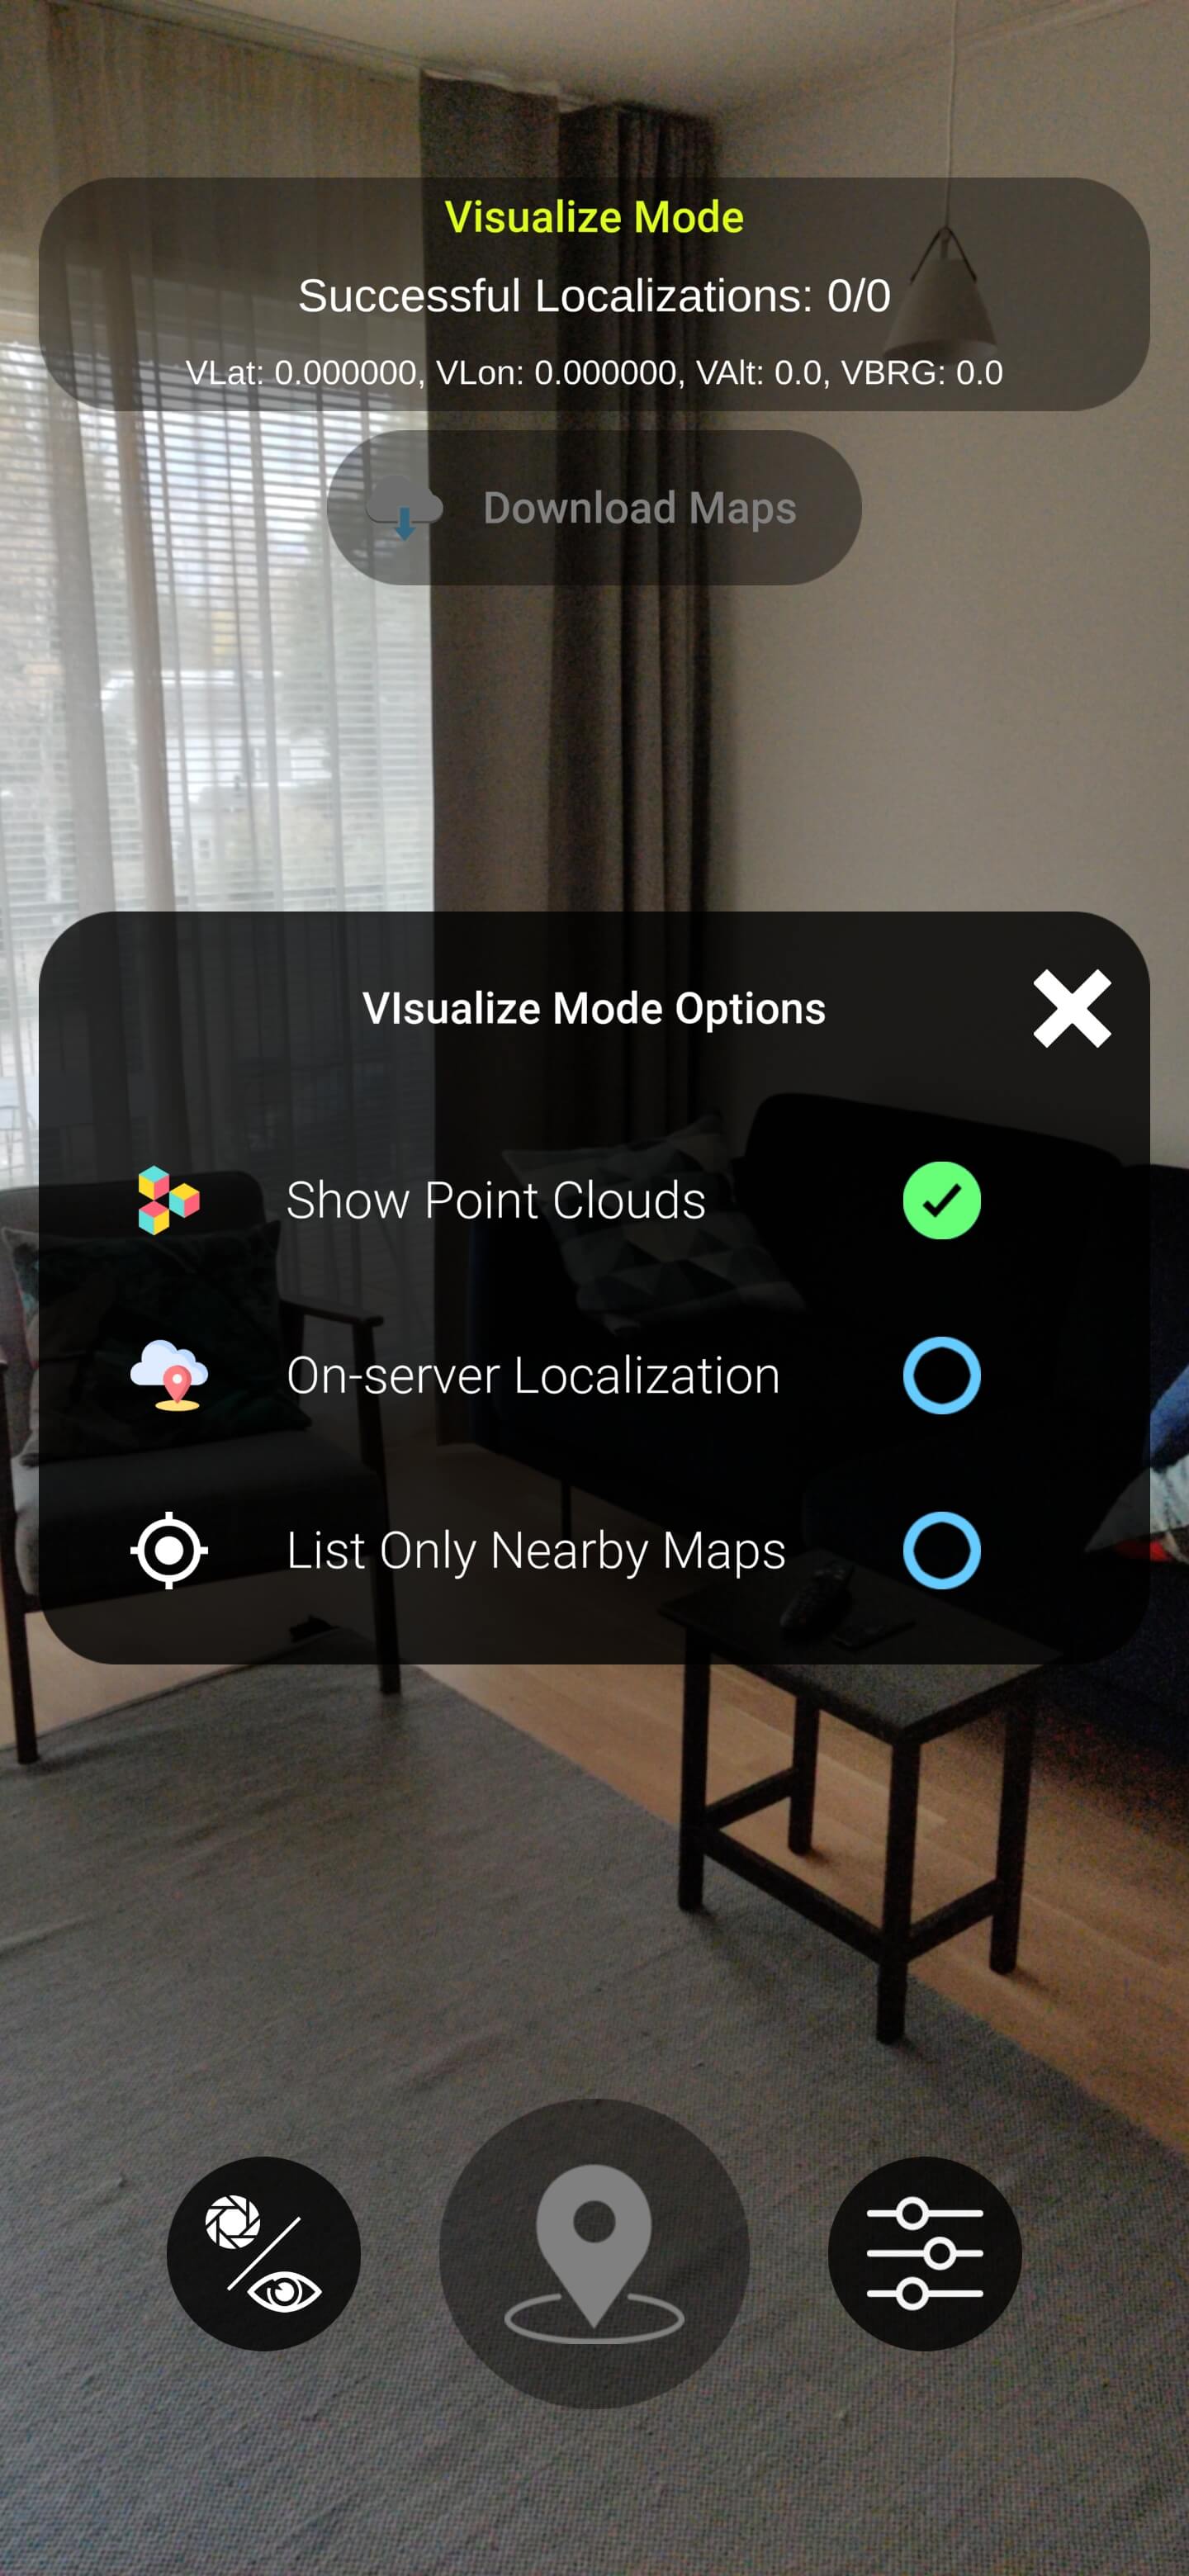 Visualize Mode
Successful Localizations: 0/0
VLat: 0.000000, VLon: 0.000000, VAlt: 0.0, VBRG: 0.0
Download Maps
VIsualize Mode Options
Show Point Clouds
On-server Localization
List Only Nearby Maps